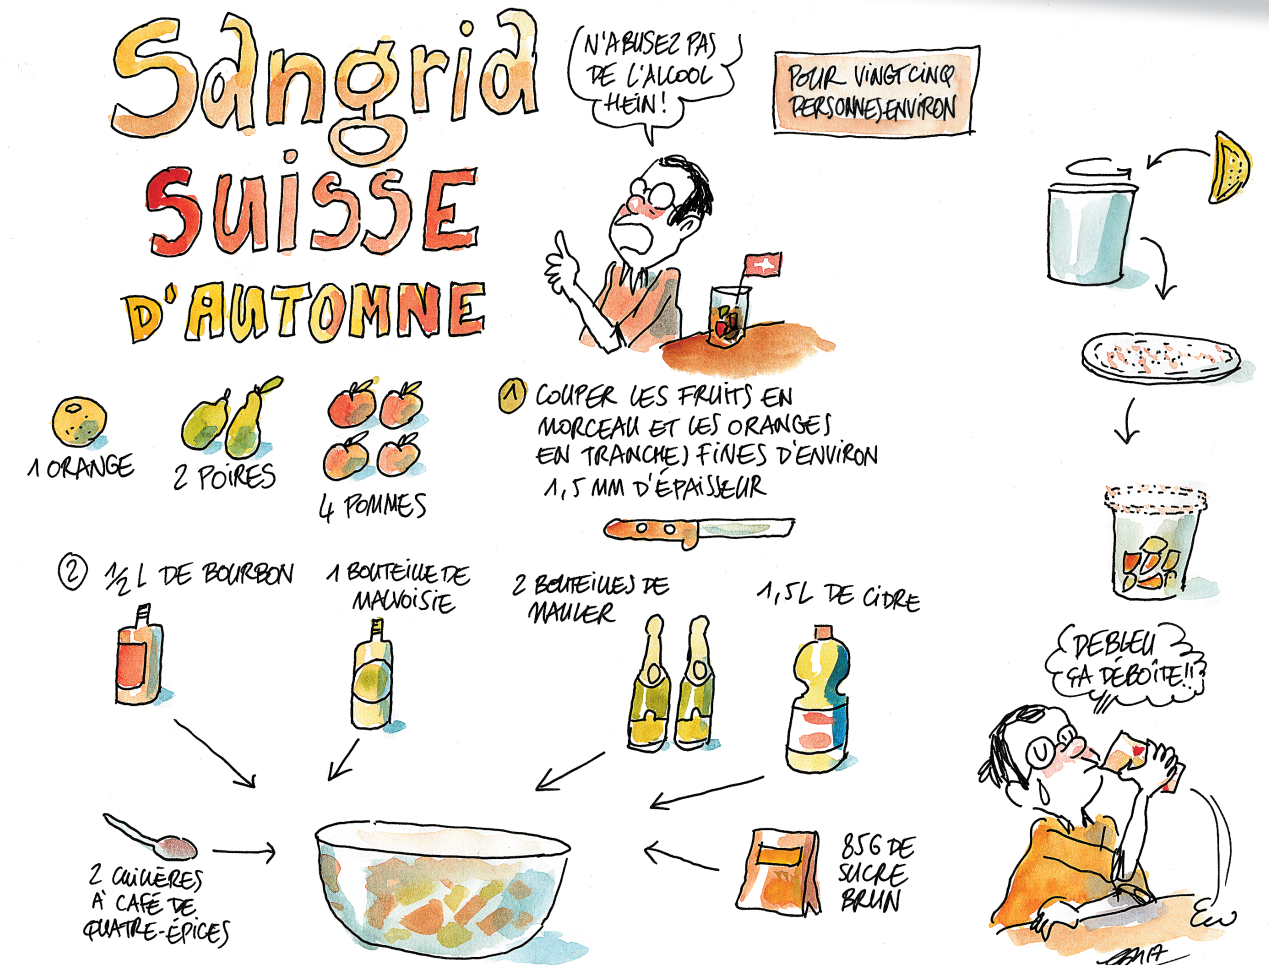 Sangria
SUISSE
D'AUTOMNE
N'ABUSEZ PAS
DE L'ALCOOL
HEIN!
POUR VINGT CINQ
PERSONNES ENVIRON
1 ORANGE
2 POIRES
4 POMMES
1 COUPER LES FRUITS EN
MORCEAU ET LES ORANGES
EN TRANCHES FINES D'ENVIRON
1,5 MM D'ÉPAISSEUR
2 1/2 L DE BOURBON
1 BOUTEILLE DE
MALVOISIE
2 BOUTEILLES DE
MAULER
1,5L DE CIDRE
2 CUILLÈRES
À CAFÉ DE
QUATRE-ÉPICES
85G DE
SUCRE
BRUN
DEBLEU
ÇA DÉBOÎTE!!